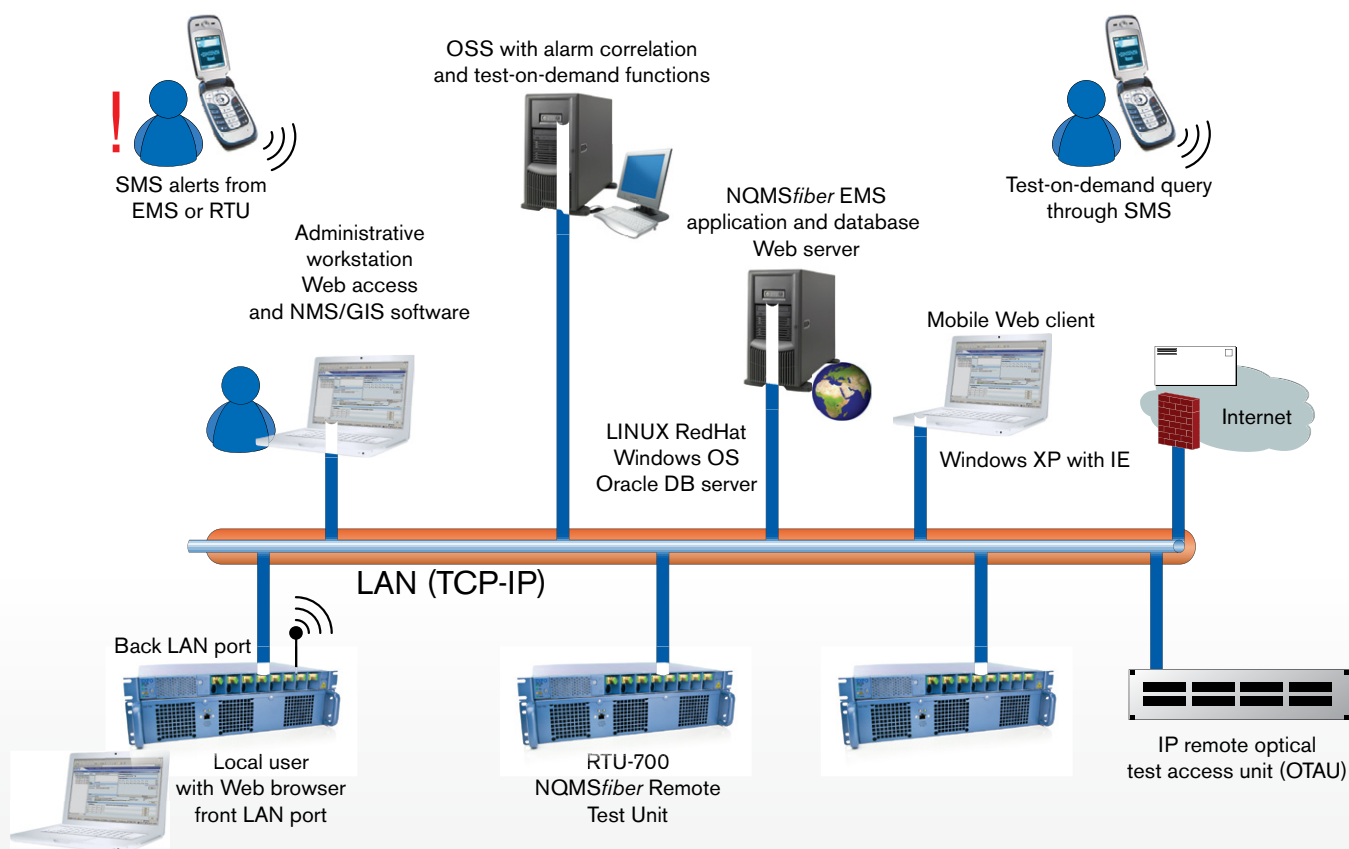 OSS with alarm correlation
and test-on-demand functions
SMS alerts from
EMS or RTU
Test-on-demand query
through SMS
NQMSfiber EMS
application and database
Web server
Administrative
workstation
Web access
and NMS/GIS software
Mobile Web client
Internet
LINUX RedHat
Windows OS
Oracle DB server
Windows XP with IE
LAN (TCP-IP)
Back LAN port
Local user
with Web browser
front LAN port
RTU-700
NQMSfiber Remote
Test Unit
IP remote optical
test access unit (OTAU)